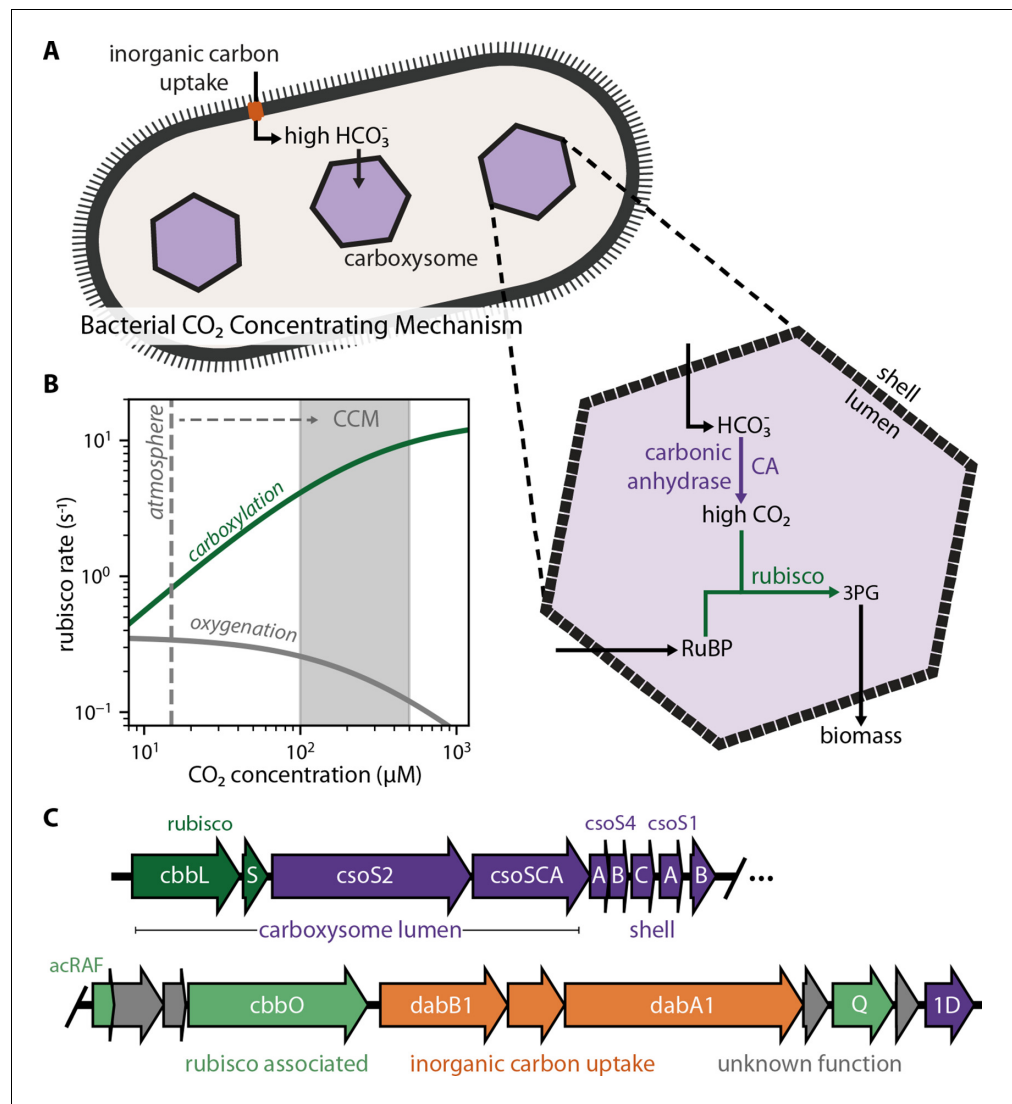 A
inorganic carbon
uptake
high HCO₃⁻
carboxysome
Bacterial CO₂ Concentrating Mechanism
shell
lumen
HCO₃⁻
carbonic
anhydrase
CA
high CO₂
rubisco
3PG
RuBP
biomass
B
atmosphere
CCM
carboxylation
oxygenation
rubisco rate (s⁻¹)
10¹
10⁰
10⁻¹
10¹
10²
10³
CO₂ concentration (μM)
C
rubisco
csoS4
csoS1
cbbL
S
csoS2
csoSCA
A
B
C
A
B
...
carboxysome lumen
shell
acRAF
cbbO
dabB1
dabA1
Q
1D
rubisco associated
inorganic carbon uptake
unknown function